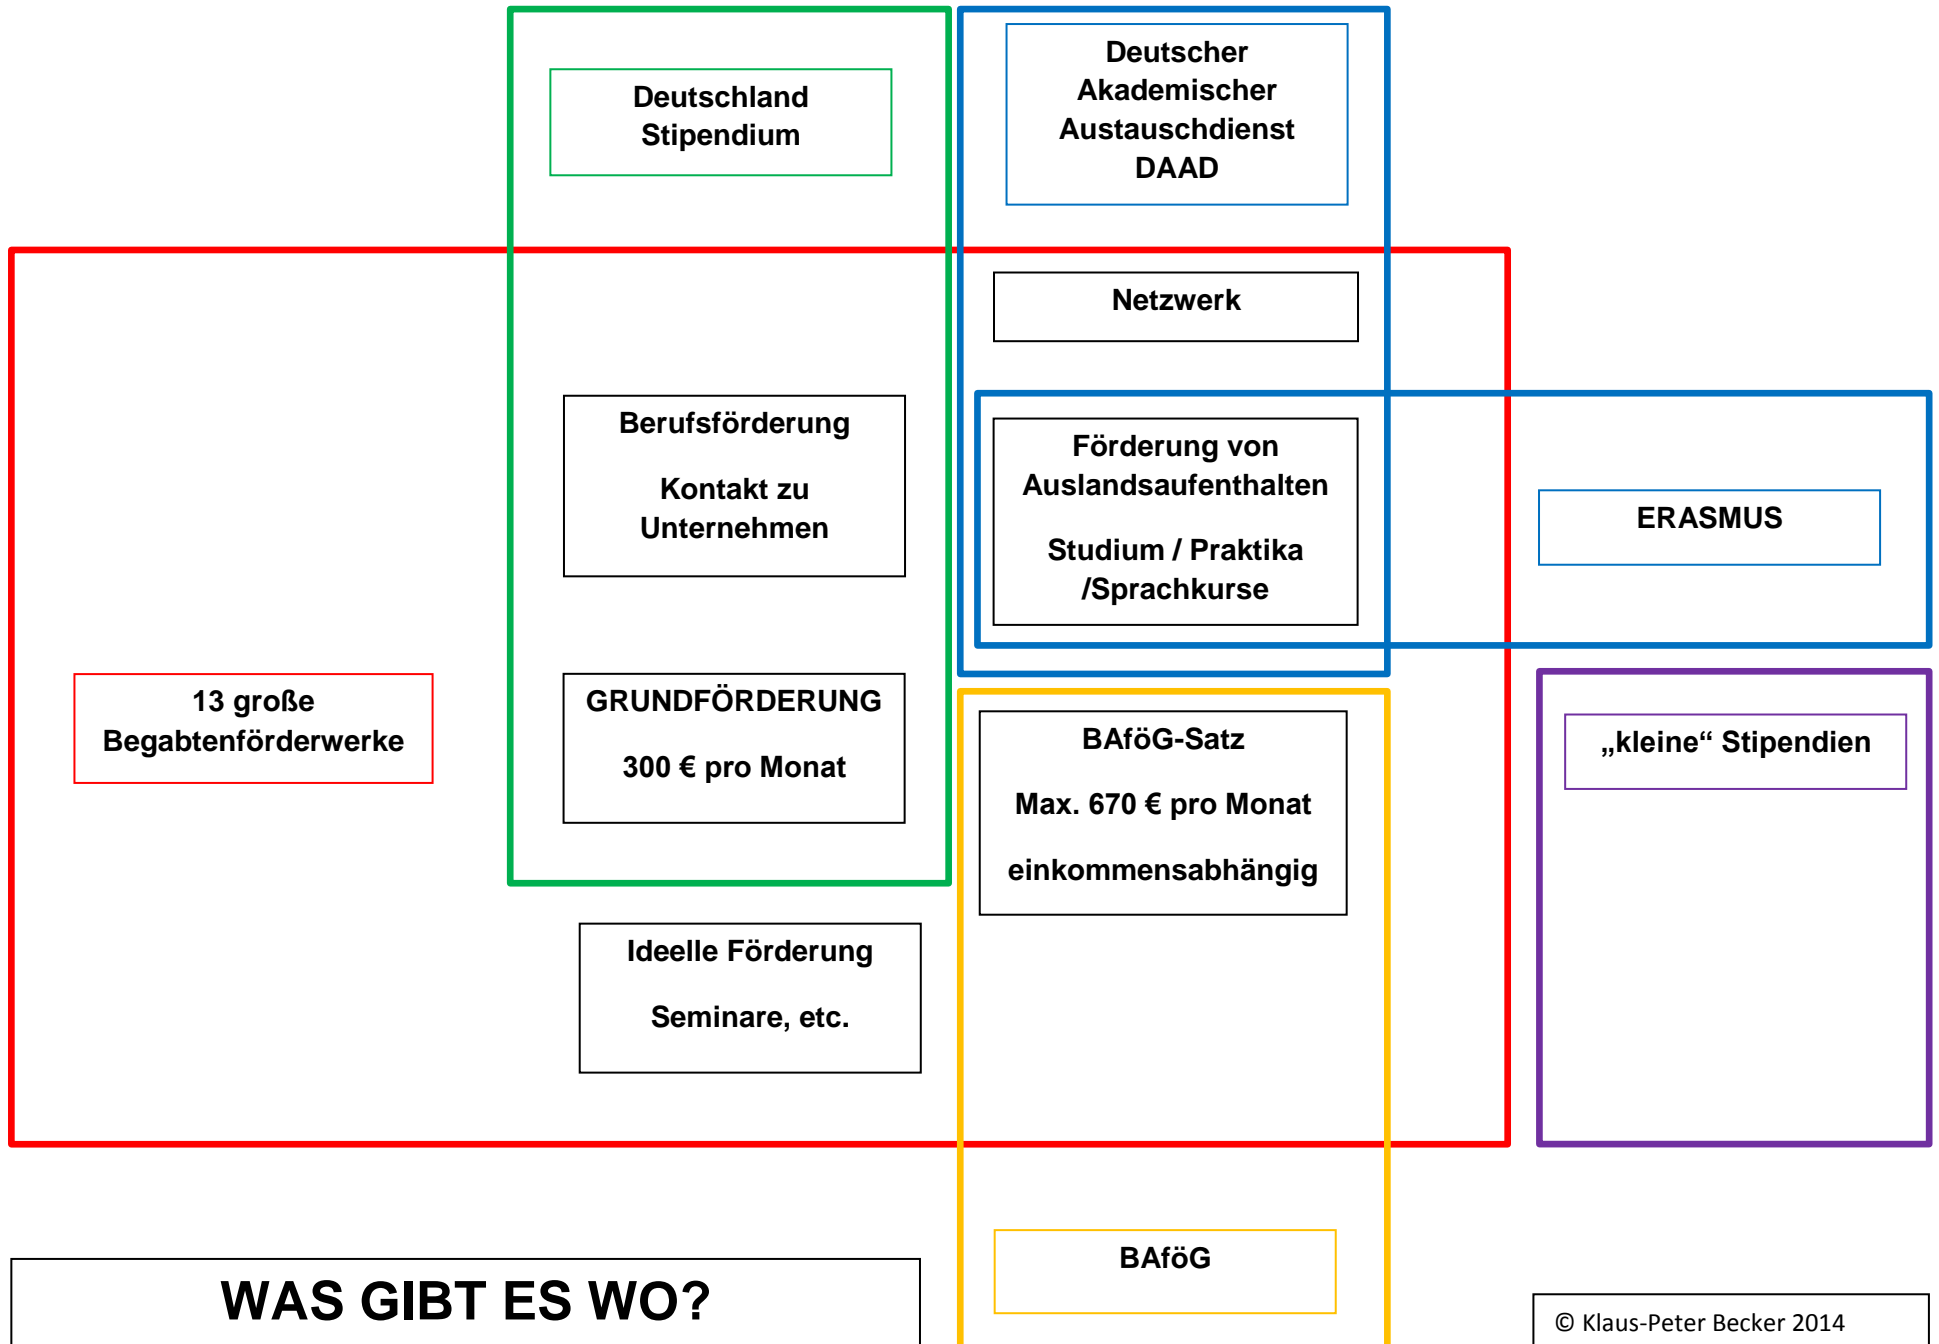 Deutschland
Stipendium
Deutscher
Akademischer
Austauschdienst
DAAD
Netzwerk
Berufsförderung
Kontakt zu
Unternehmen
Förderung von
Auslandsaufenthalten
Studium / Praktika
/Sprachkurse
ERASMUS
13 große
Begabtenförderwerke
GRUNDFÖRDERUNG
300 € pro Monat
BAföG-Satz
Max. 670 € pro Monat
einkommensabhängig
„kleine“ Stipendien
Ideelle Förderung
Seminare, etc.
BAföG
WAS GIBT ES WO?
© Klaus-Peter Becker 2014